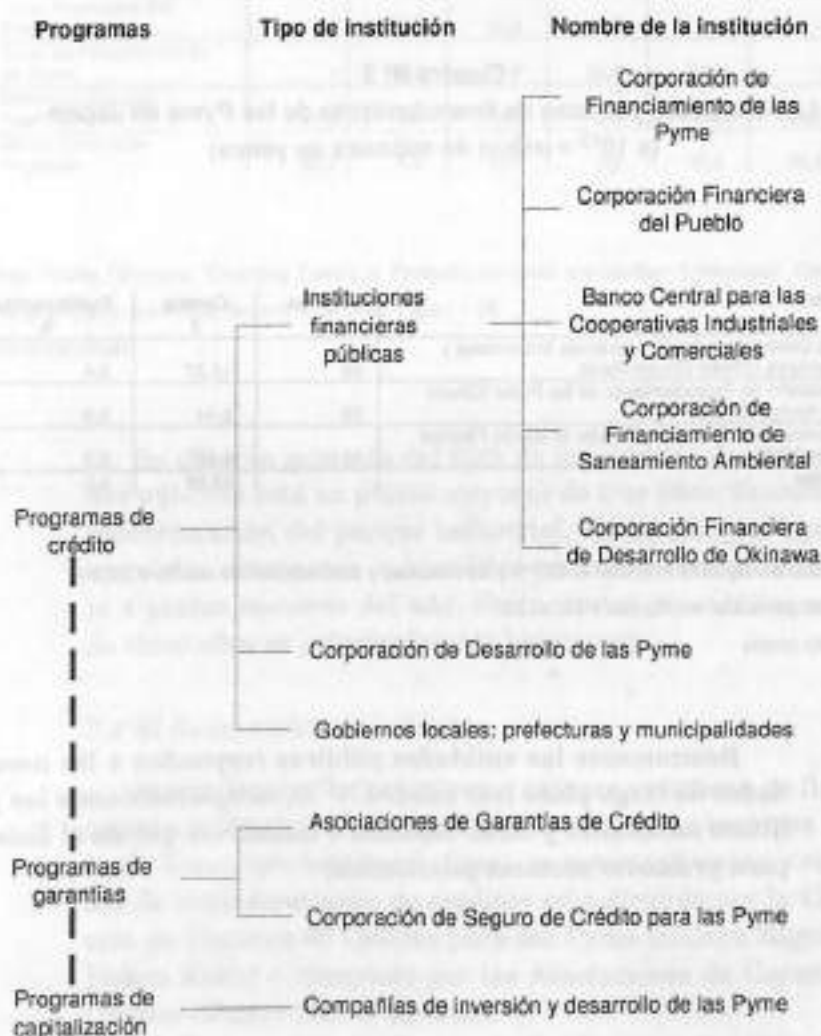 Programas Tipo de institución Nombre de la institución
Corporación de
Financiamiento de las
Pyme
Corporación Financiera
del Pueblo
Instituciones
financieras
públicas
Banco Central para las
Cooperativas Industriales
y Comerciales
Corporación de
Financiamiento de
Saneamiento Ambiental
Corporación Financiera
de Desarrollo de Okinawa
Programas de
crédito
Corporación de Desarrollo de las Pyme
Gobiernos locales: prefecturas y municipalidades
Asociaciones de Garantías de Crédito
Programas de
garantías
Corporación de Seguro de Crédito para las Pyme
Programas de
capitalización
Compañías de inversión y desarrollo de las Pyme